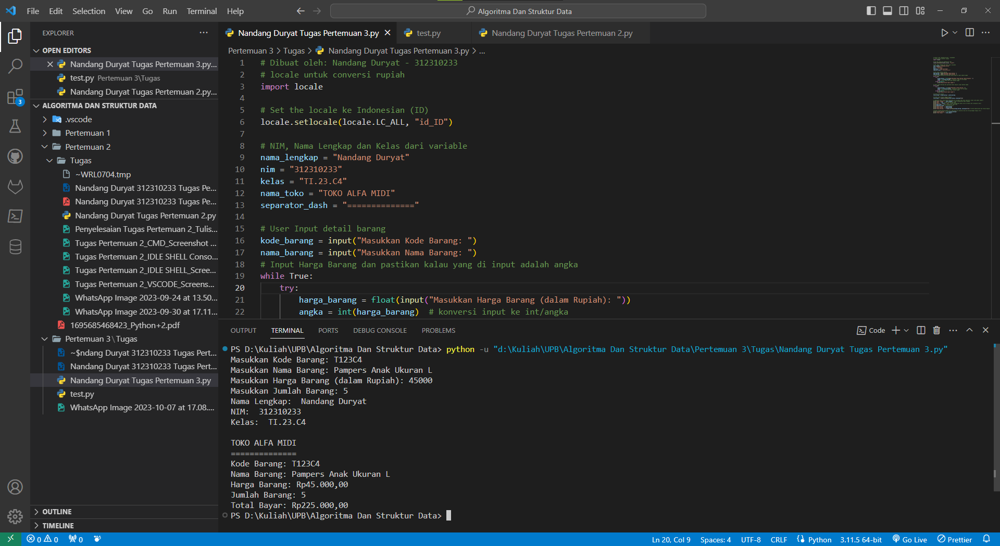 File Edit Selection View Go Run Terminal Help
Algoritma Dan Struktur Data
EXPLORER
OPEN EDITORS
Nandang Duryat Tugas Pertemuan 3.py...
test.py Pertemuan 3\Tugas
Nandang Duryat Tugas Pertemuan 2.py...
3
ALGORITMA DAN STRUKTUR DATA
.vscode
Pertemuan 1
Pertemuan 2
Tugas
~WRL0704.tmp
Nandang Duryat 312310233 Tugas Pe...
Nandang Duryat 312310233 Tugas Pe...
Nandang Duryat Tugas Pertemuan 2.py
Penyelesaian Tugas Pertemuan 2_Tulis...
Tugas Pertemuan 2_CMD_Screenshot ...
Tugas Pertemuan 2_IDLE SHELL Conso...
Tugas Pertemuan 2_IDLE SHELL_Scree...
Tugas Pertemuan 2_VSCODE_Screens...
WhatsApp Image 2023-09-24 at 13.50...
WhatsApp Image 2023-09-30 at 17.11...
1695685468423_Python+2.pdf
Pertemuan 3\Tugas
~$ndang Duryat 312310233 Tugas Pert...
Nandang Duryat 312310233 Tugas Pert...
Nandang Duryat Tugas Pertemuan 3.py
test.py
WhatsApp Image 2023-10-07 at 17.08....
OUTLINE
TIMELINE
Nandang Duryat Tugas Pertemuan 3.py test.py Nandang Duryat Tugas Pertemuan 2.py
Pertemuan 3 > Tugas > Nandang Duryat Tugas Pertemuan 3.py > ...
1 # Dibuat oleh: Nandang Duryat - 312310233
2 # locale untuk conversi rupiah
3 import locale
4
5 # Set the locale ke Indonesian (ID)
6 locale.setlocale(locale.LC_ALL, "id_ID")
7
8 # NIM, Nama Lengkap dan Kelas dari variable
9 nama_lengkap = "Nandang Duryat"
10 nim = "312310233"
11 kelas = "TI.23.C4"
12 nama_toko = "TOKO ALFA MIDI"
13 separator_dash = "=============="
14
15 # User Input detail barang
16 kode_barang = input("Masukkan Kode Barang: ")
17 nama_barang = input("Masukkan Nama Barang: ")
18 # Input Harga Barang dan pastikan kalau yang di input adalah angka
19 while True:
20 try:
21 harga_barang = float(input("Masukkan Harga Barang (dalam Rupiah): "))
22 angka = int(harga_barang) # konversi input ke int/angka
OUTPUT TERMINAL PORTS DEBUG CONSOLE PROBLEMS
Code
PS D:\Kuliah\UPB\Algoritma Dan Struktur Data> python -u "d:\Kuliah\UPB\Algoritma Dan Struktur Data\Pertemuan 3\Tugas\Nandang Duryat Tugas Pertemuan 3.py"
Masukkan Kode Barang: T123C4
Masukkan Nama Barang: Pampers Anak Ukuran L
Masukkan Harga Barang (dalam Rupiah): 45000
Masukkan Jumlah Barang: 5
Nama Lengkap:  Nandang Duryat
NIM:  312310233
Kelas:  TI.23.C4
TOKO ALFA MIDI
==============
Kode Barang: T123C4
Nama Barang: Pampers Anak Ukuran L
Harga Barang: Rp45.000,00
Jumlah Barang: 5
Total Bayar: Rp225.000,00
PS D:\Kuliah\UPB\Algoritma Dan Struktur Data>
0 0 0 Ln 20, Col 9 Spaces: 4 UTF-8 CRLF Python 3.11.5 64-bit Go Live Prettier